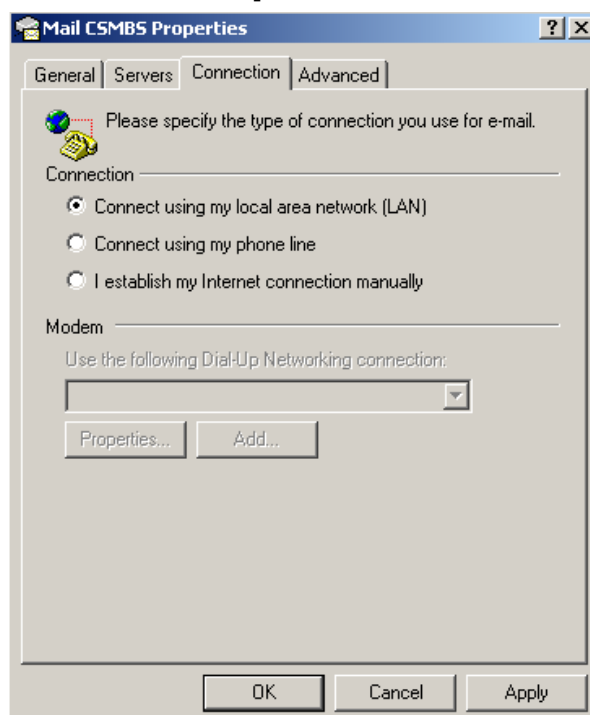 Mail CSMBS Properties
General Servers Connection Advanced
Please specify the type of connection you use for e-mail.
Connection
Connect using my local area network (LAN)
Connect using my phone line
I establish my Internet connection manually
Modem
Use the following Dial-Up Networking connection:
Properties... Add...
OK Cancel Apply